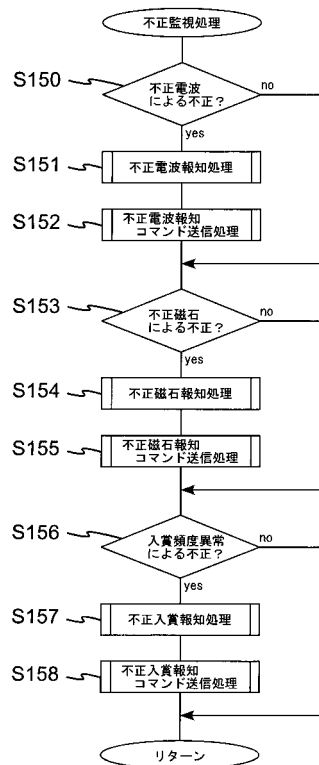 不正監視処理
S150
不正電波
による不正?
no
yes
S151
不正電波報知処理
S152
不正電波報知
コマンド送信処理
S153
不正磁石
による不正?
no
yes
S154
不正磁石報知処理
S155
不正磁石報知
コマンド送信処理
S156
入賞頻度異常
による不正?
no
yes
S157
不正入賞報知処理
S158
不正入賞報知
コマンド送信処理
リターン